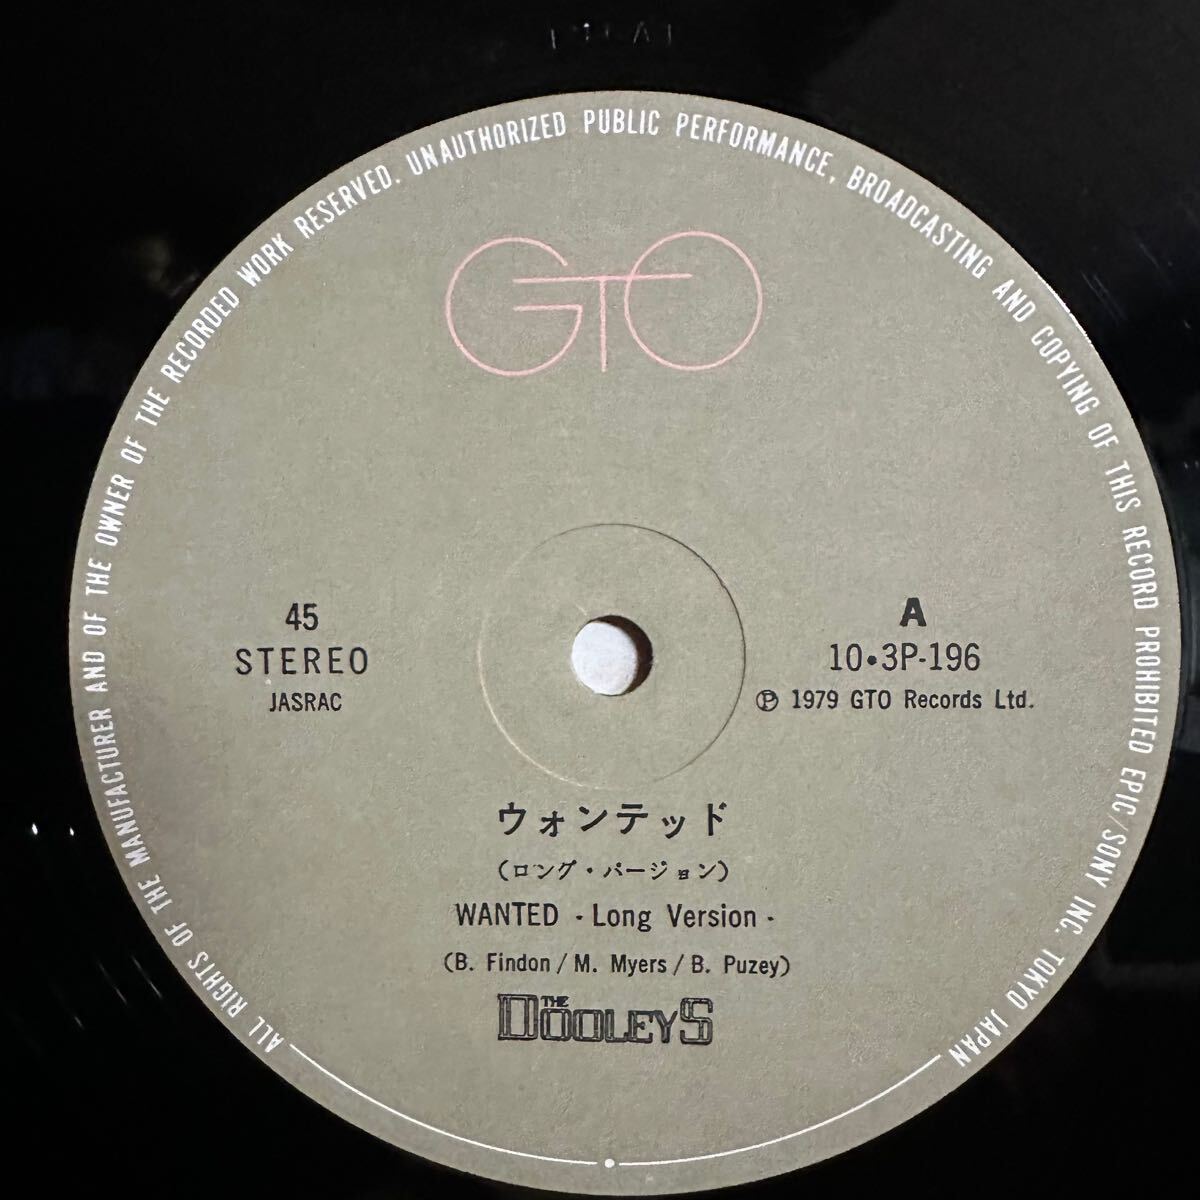 ALL RIGHTS OF THE MANUFACTURER AND OF THE OWNER OF THE RECORDED WORK RESERVED. UNAUTHORIZED PUBLIC PERFORMANCE, BROADCASTING AND COPYING OF THIS RECORD PROHIBITED EPIC/SONY INC. TOKYO JAPAN
GTO
45
STEREO
JASRAC
A
10•3P-196
Ⓟ 1979 GTO Records Ltd.
ウォンテッド
(ロング・バージョン)
WANTED - Long Version -
(B. Findon / M. Myers / B. Puzey)
THE DOOLEYS